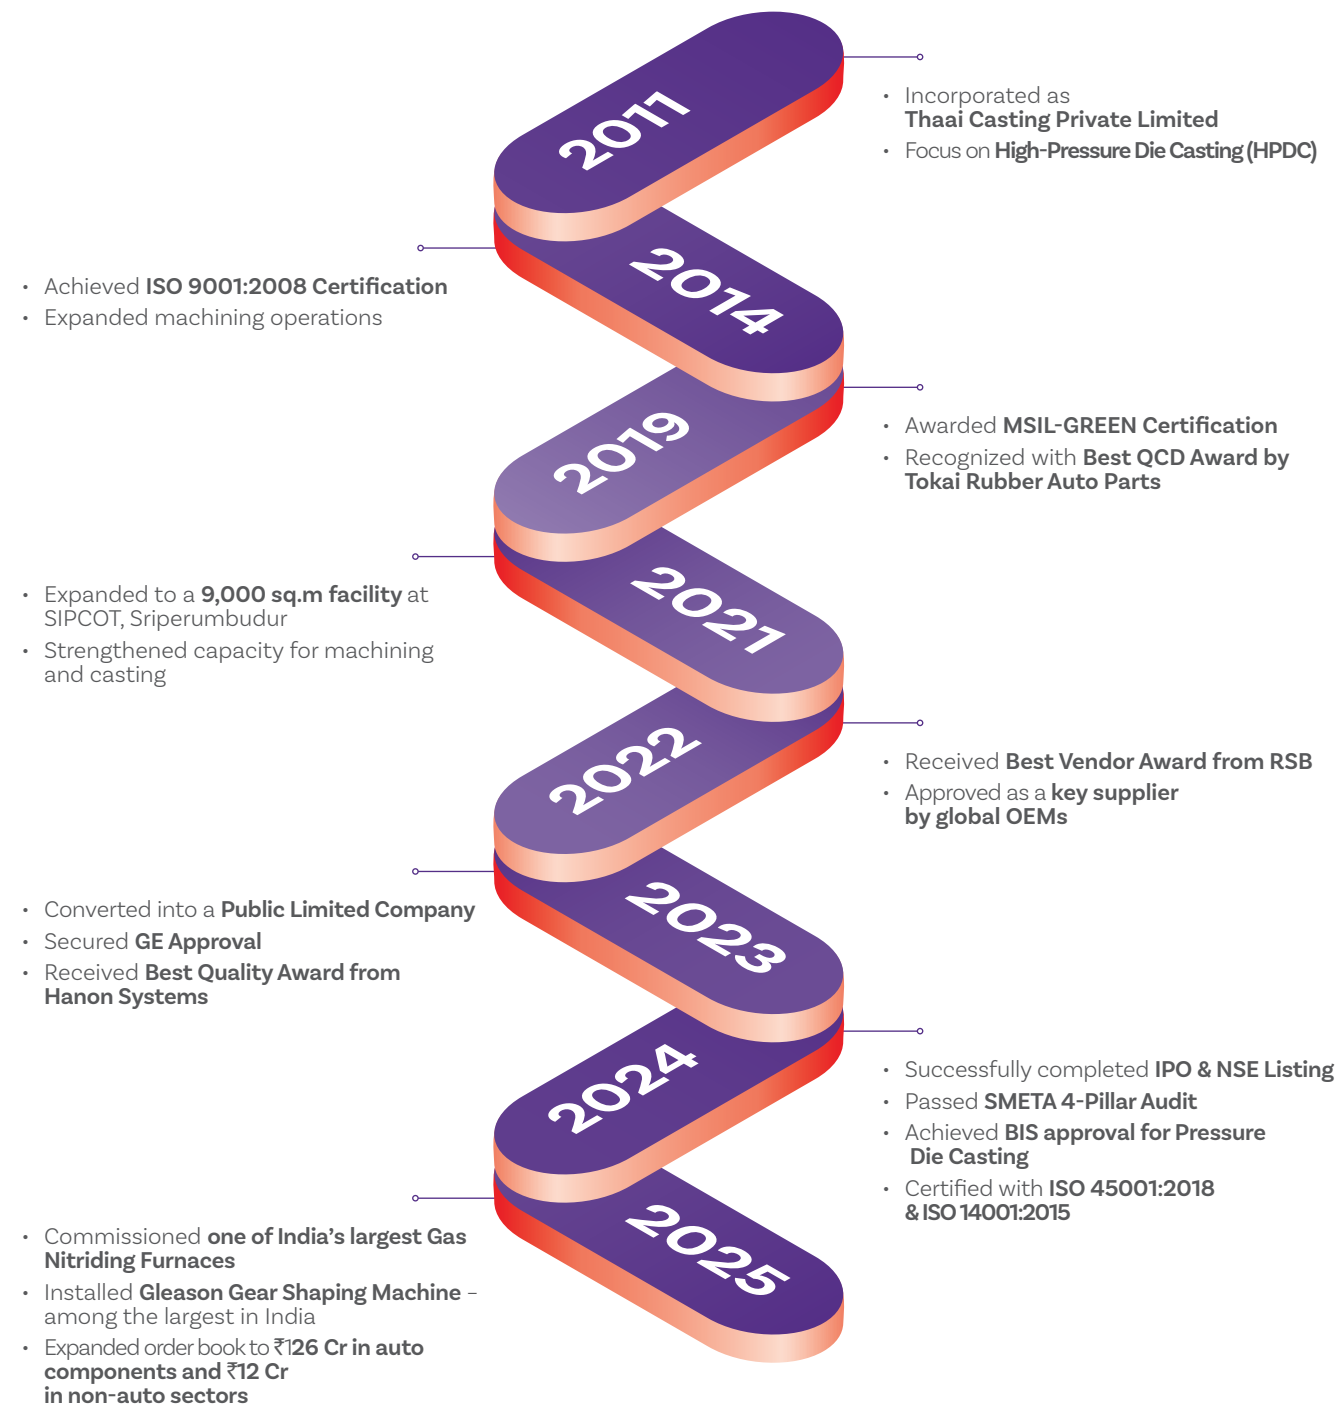 2011
• Incorporated as
Thaai Casting Private Limited
• Focus on High-Pressure Die Casting (HPDC)
2014
• Achieved ISO 9001:2008 Certification
• Expanded machining operations
2019
• Awarded MSIL-GREEN Certification
• Recognized with Best QCD Award by
Tokai Rubber Auto Parts
2021
• Expanded to a 9,000 sq.m facility at
SIPCOT, Sriperumbudur
• Strengthened capacity for machining
and casting
2022
• Received Best Vendor Award from RSB
• Approved as a key supplier
by global OEMs
2023
• Converted into a Public Limited Company
• Secured GE Approval
• Received Best Quality Award from
Hanon Systems
2024
• Successfully completed IPO & NSE Listing
• Passed SMETA 4-Pillar Audit
• Achieved BIS approval for Pressure
Die Casting
• Certified with ISO 45001:2018
& ISO 14001:2015
2025
• Commissioned one of India’s largest Gas
Nitriding Furnaces
• Installed Gleason Gear Shaping Machine –
among the largest in India
• Expanded order book to ₹126 Cr in auto
components and ₹12 Cr
in non-auto sectors